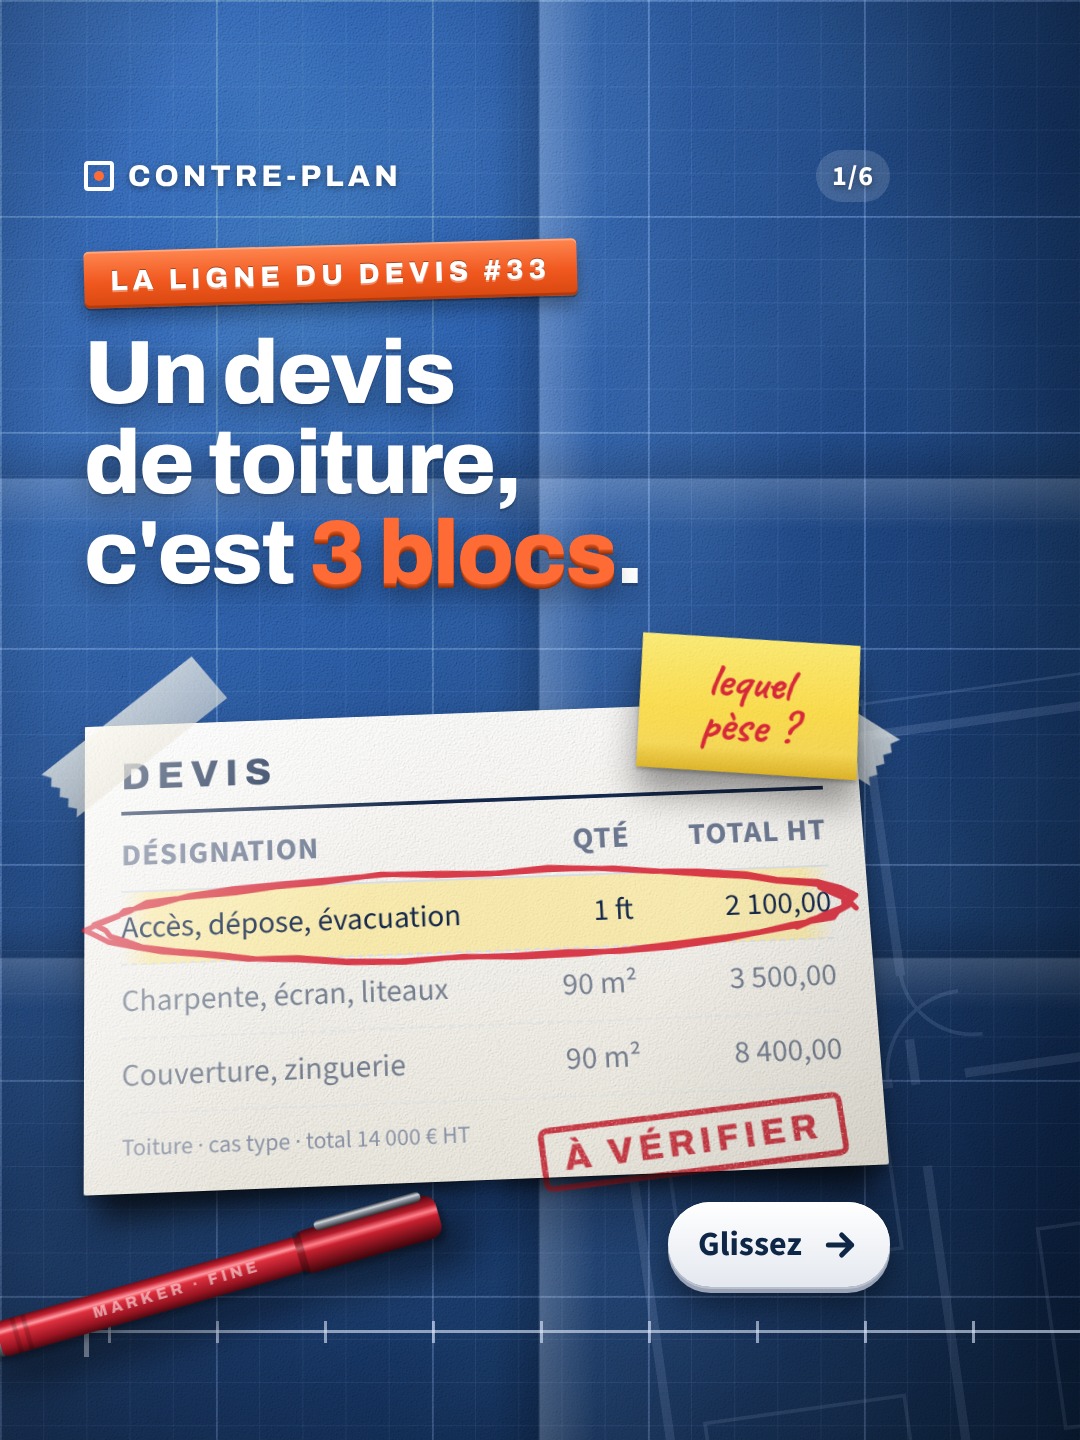 CONTRE-PLAN
1/6
LA LIGNE DU DEVIS #33
Un devis
de toiture,
c'est 3 blocs.
lequel
pèse ?
DEVIS
DÉSIGNATION QTÉ TOTAL HT
Accès, dépose, évacuation 1 ft 2 100,00
Charpente, écran, liteaux 90 m² 3 500,00
Couverture, zinguerie 90 m² 8 400,00
Toiture · cas type · total 14 000 € HT
À VÉRIFIER
Glissez →
MARKER · FINE